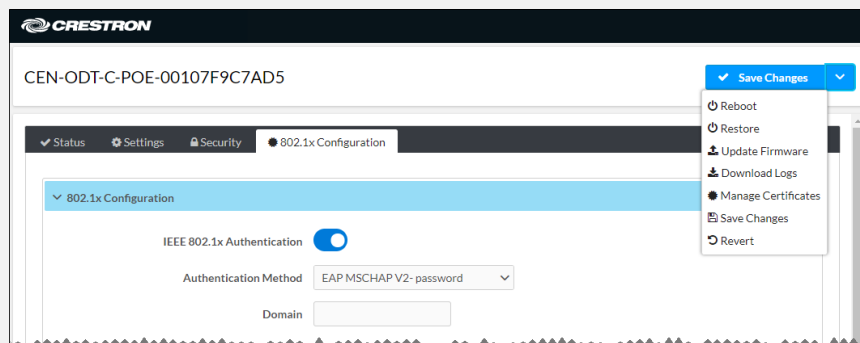 CRESTRON
CEN-ODT-C-POE-00107F9C7AD5
Save Changes
Reboot
Restore
Update Firmware
Download Logs
Manage Certificates
Save Changes
Revert
Status Settings Security 802.1x Configuration
802.1x Configuration
IEEE 802.1x Authentication
Authentication Method EAP MSCHAP V2- password
Domain